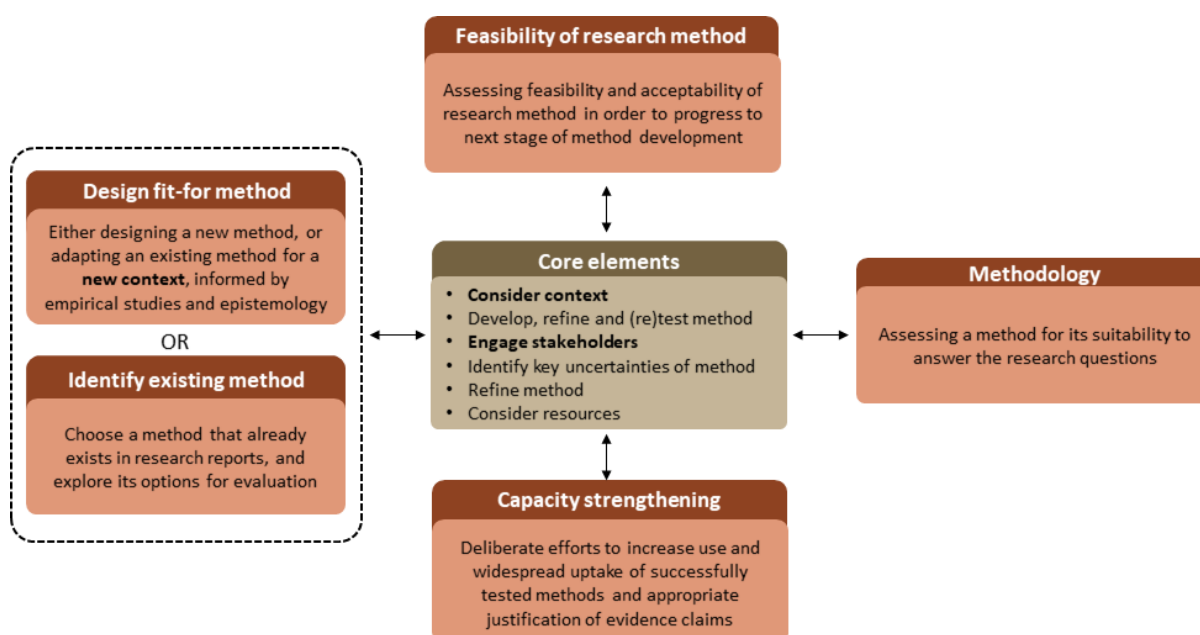 Feasibility of research method
Assessing feasibility and acceptability of
research method in order to progress to
next stage of method development
Design fit-for method
Either designing a new method, or
adapting an existing method for a
new context, informed by
empirical studies and epistemology
OR
Identify existing method
Choose a method that already
exists in research reports, and
explore its options for evaluation
Core elements
• Consider context
• Develop, refine and (re)test method
• Engage stakeholders
• Identify key uncertainties of method
• Refine method
• Consider resources
Methodology
Assessing a method for its suitability to
answer the research questions
Capacity strengthening
Deliberate efforts to increase use and
widespread uptake of successfully
tested methods and appropriate
justification of evidence claims